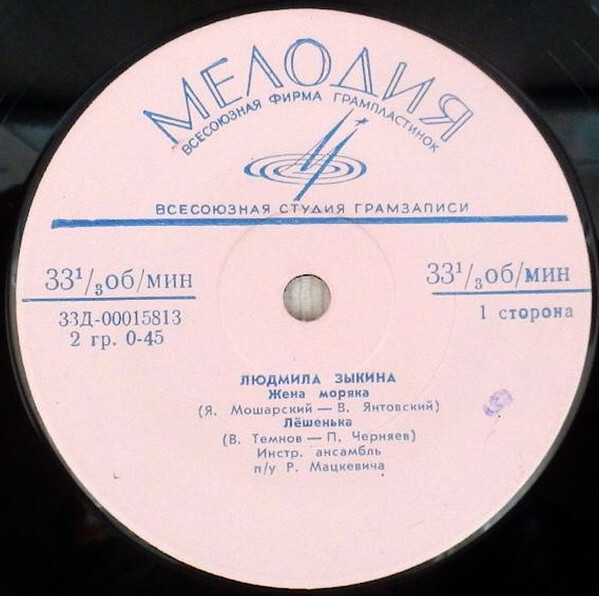 МЕЛОДИЯ
ВСЕСОЮЗНАЯ ФИРМА ГРАМПЛАСТИНОК
ВСЕСОЮЗНАЯ СТУДИЯ ГРАМЗАПИСИ
33¹/₃об/мин
33¹/₃об/мин
33Д-00015813
2 гр. 0-45
1 сторона
ЛЮДМИЛА ЗЫКИНА
Жена моряка
(Я. Мошарский — В. Янтовский)
Лёшенька
(В. Темнов — П. Черняев)
Инстр. ансамбль
п/у Р. Мацкевича